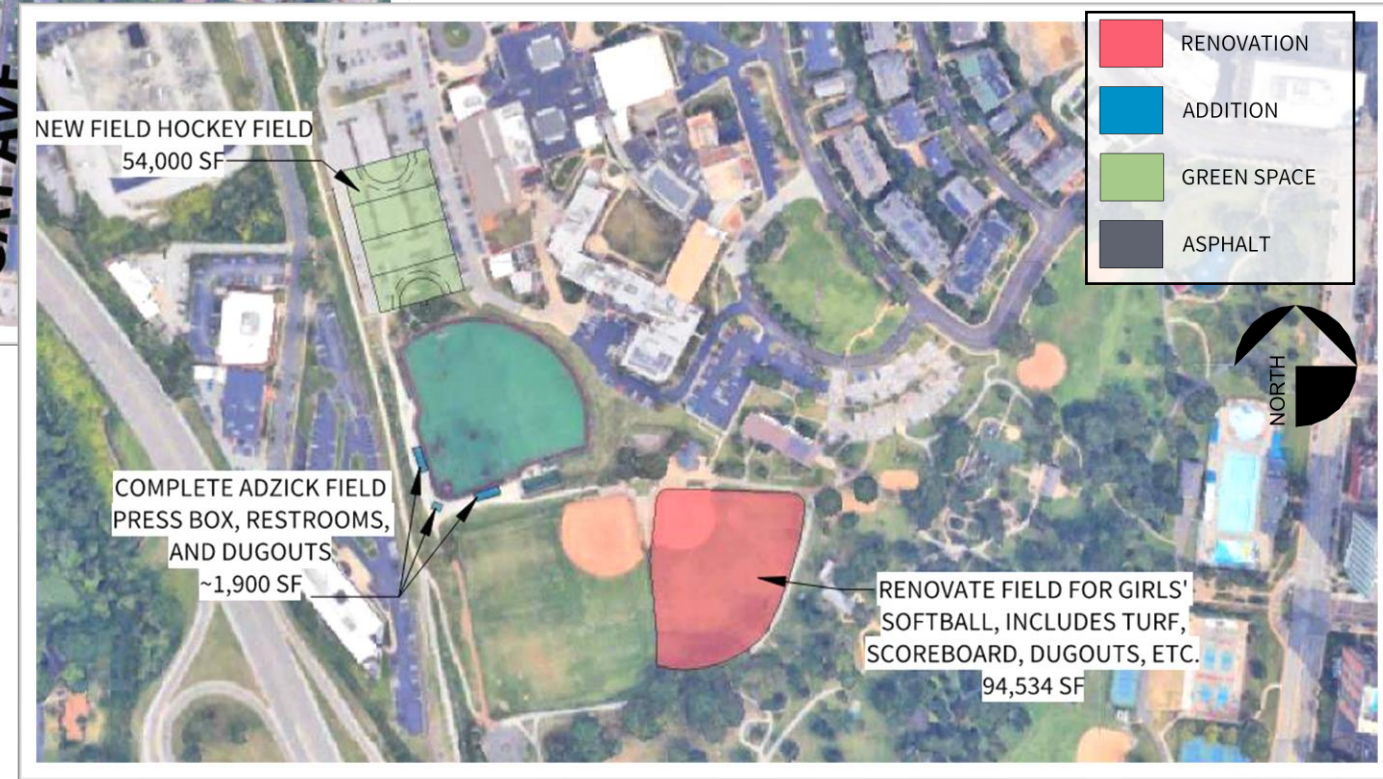 NEW FIELD HOCKEY FIELD
54,000 SF
RENOVATION
ADDITION
GREEN SPACE
ASPHALT
NORTH
COMPLETE ADZICK FIELD
PRESS BOX, RESTROOMS,
AND DUGOUTS
~1,900 SF
RENOVATE FIELD FOR GIRLS'
SOFTBALL, INCLUDES TURF,
SCOREBOARD, DUGOUTS, ETC.
94,534 SF
AVE